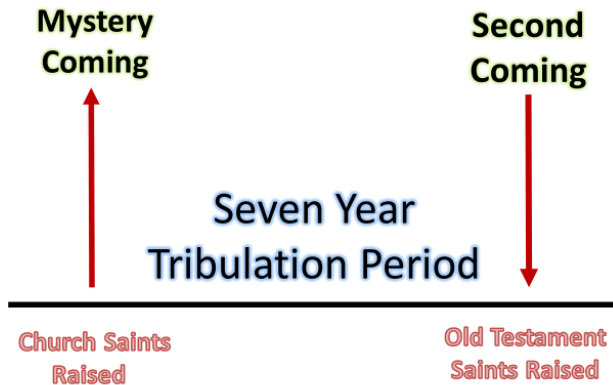 Mystery
Coming
Second
Coming
Seven Year
Tribulation Period
Church Saints
Raised
Old Testament
Saints Raised